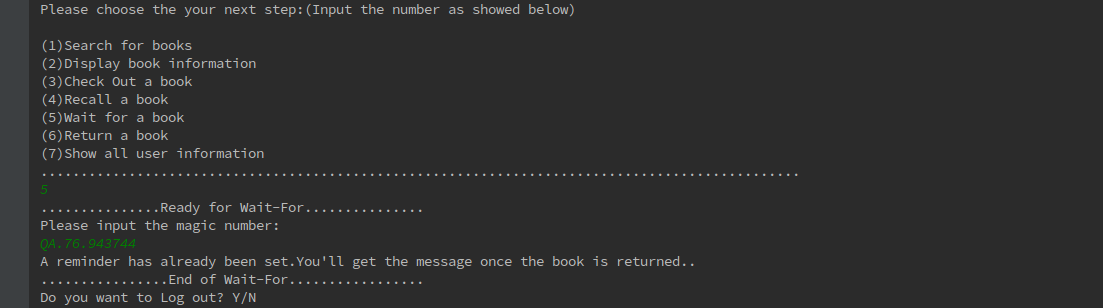 Please choose the your next step:(Input the number as showed below)
(1)Search for books
(2)Display book information
(3)Check Out a book
(4)Recall a book
(5)Wait for a book
(6)Return a book
(7)Show all user information
...............................................................................................
5
...............Ready for Wait-For...............
Please input the magic number:
QA.76.943744
A reminder has already been set.You'll get the message once the book is returned..
................End of Wait-For.................
Do you want to Log out? Y/N